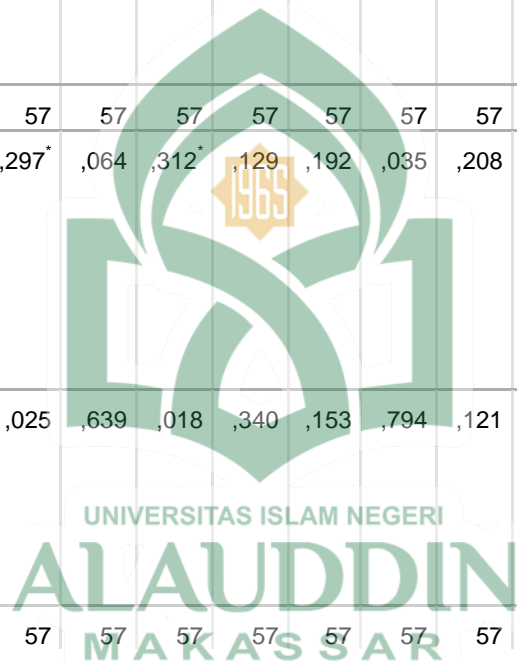 57 57 57 57 57 57 57
,297* ,064 ,312* ,129 ,192 ,035 ,208
1965
,025 ,639 ,018 ,340 ,153 ,794 ,121
UNIVERSITAS ISLAM NEGERI
ALAUDDIN
57 57 57 57 57 57 57
MAKASSAR